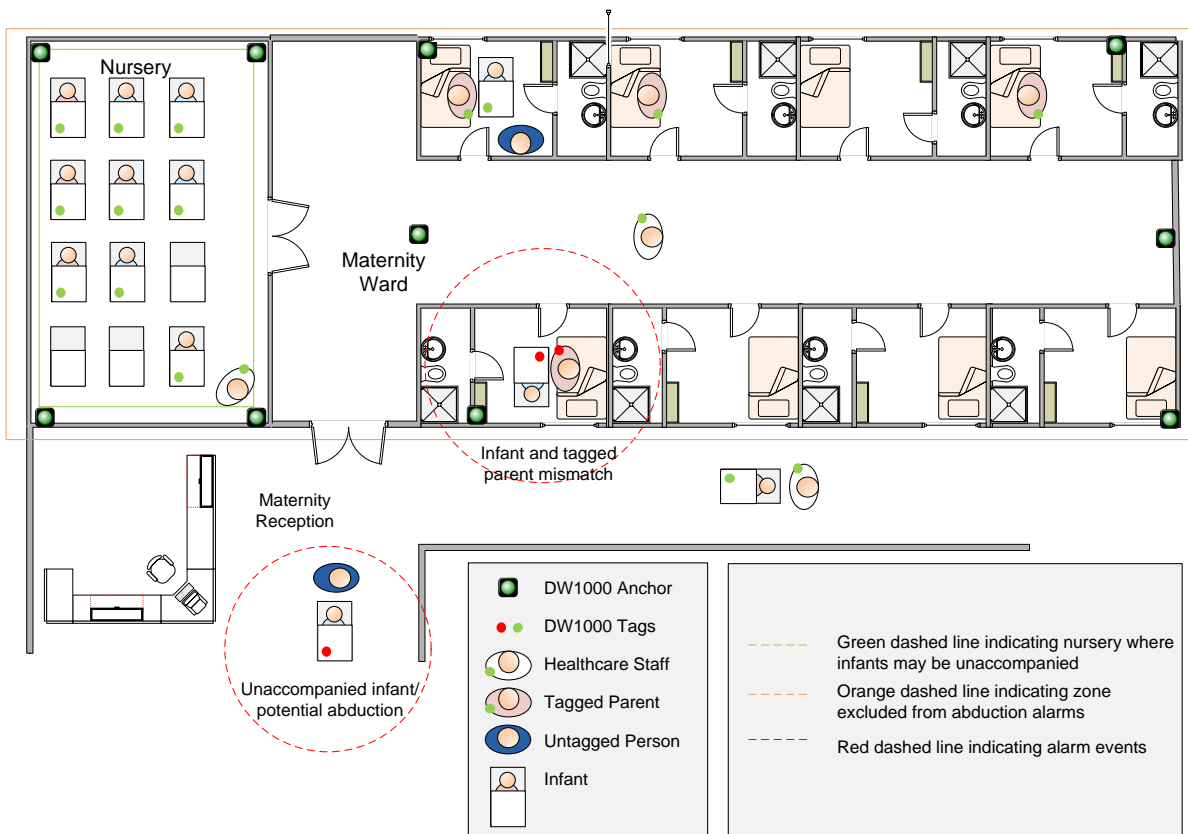 Nursery
Maternity
Ward
Infant and tagged
parent mismatch
Maternity
Reception
Unaccompanied infant/
potential abduction
DW1000 Anchor
DW1000 Tags
Healthcare Staff
Tagged Parent
Untagged Person
Infant
Green dashed line indicating nursery where
infants may be unaccompanied
Orange dashed line indicating zone
excluded from abduction alarms
Red dashed line indicating alarm events